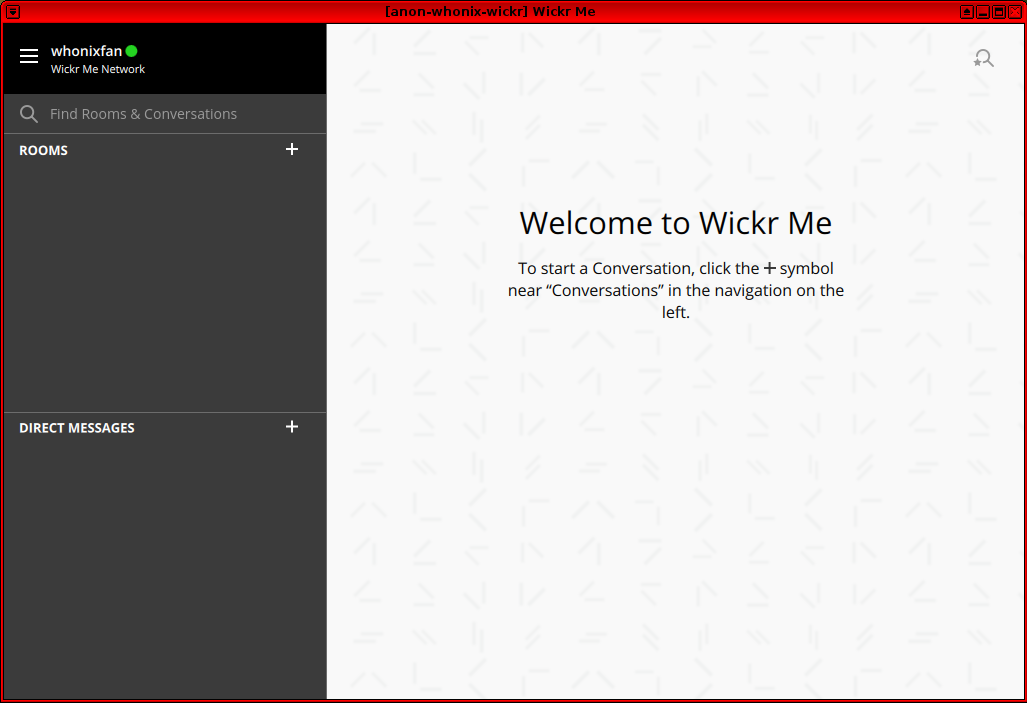 [anon-whonix-wickr] Wickr Me
whonixfan
Wickr Me Network
Find Rooms & Conversations
ROOMS
DIRECT MESSAGES
Welcome to Wickr Me
To start a Conversation, click the + symbol
near “Conversations” in the navigation on the
left.